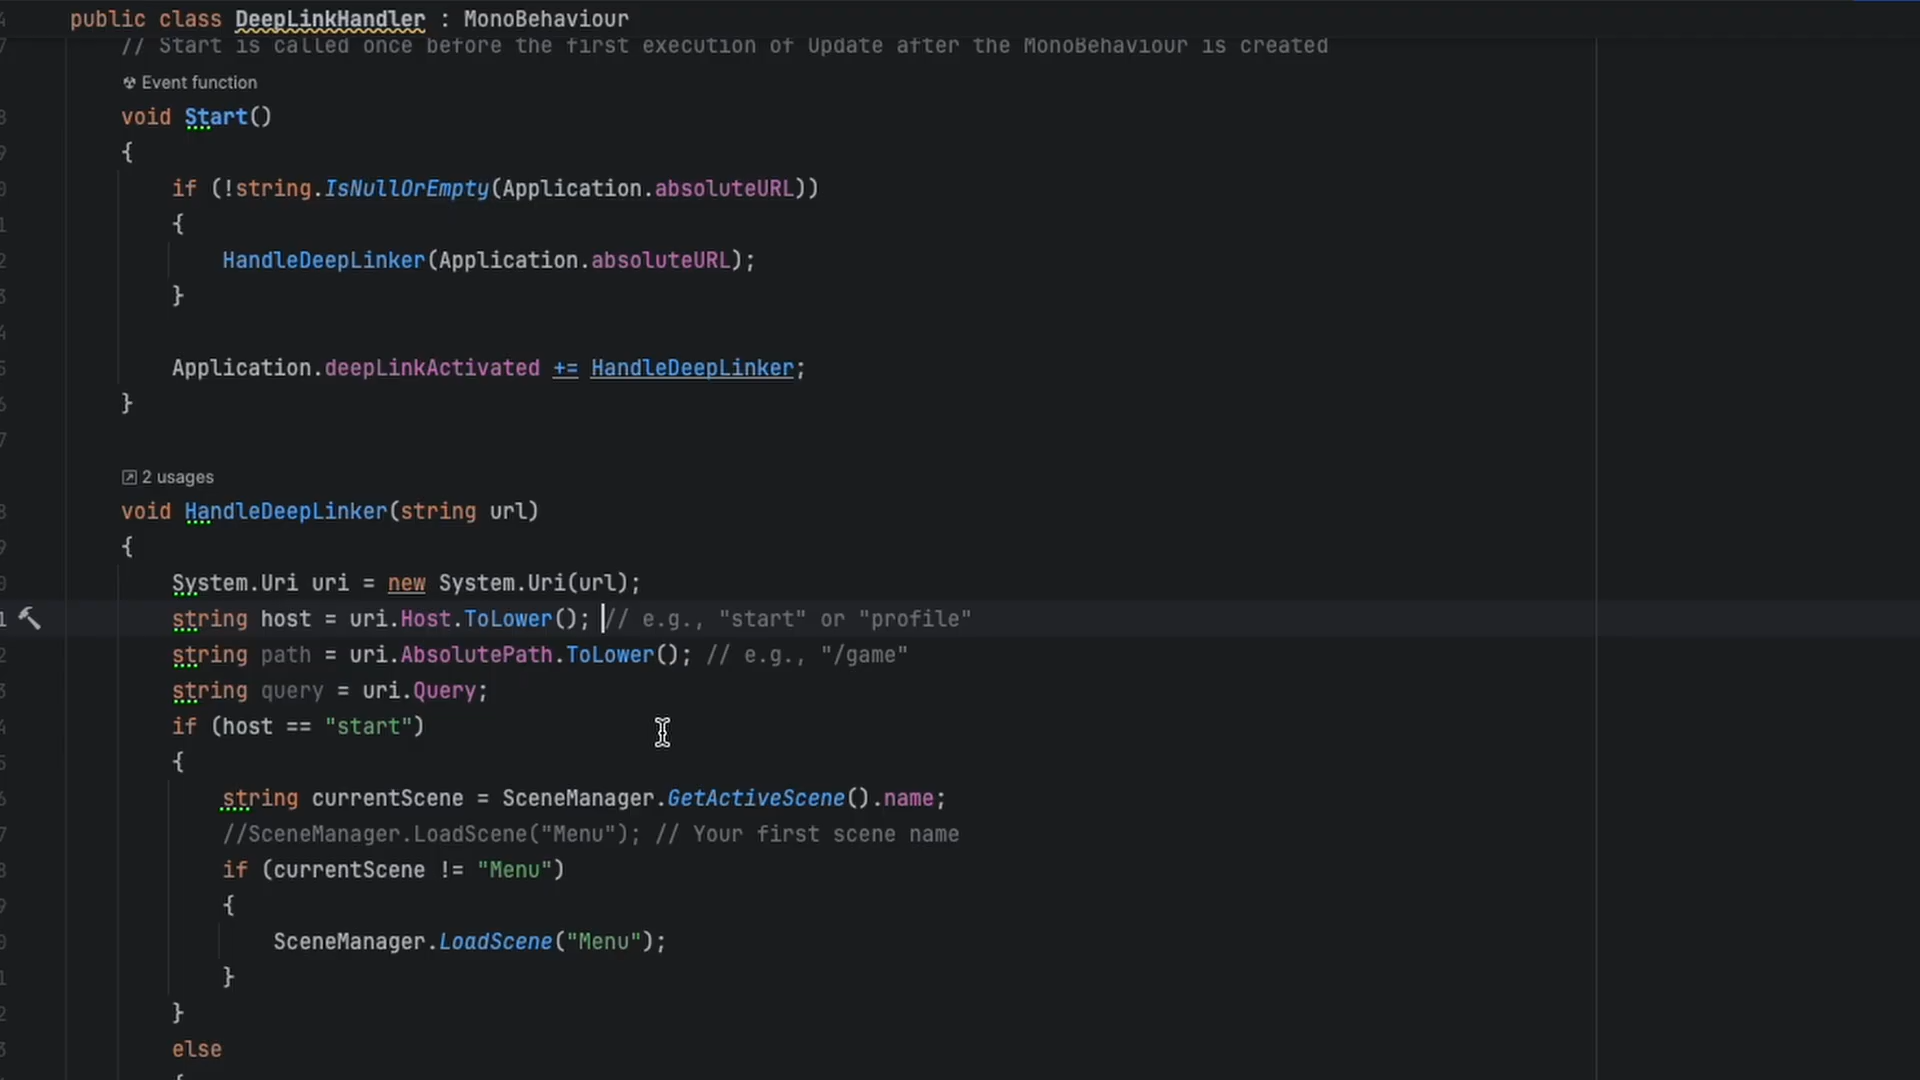 public class DeepLinkHandler : MonoBehaviour
// Start is called once before the first execution of Update after the MonoBehaviour is created
Event function
void Start()
{
if (!string.IsNullOrEmpty(Application.absoluteURL))
{
HandleDeepLinker(Application.absoluteURL);
}
Application.deepLinkActivated += HandleDeepLinker;
}
2 usages
void HandleDeepLinker(string url)
{
System.Uri uri = new System.Uri(url);
string host = uri.Host.ToLower(); // e.g., "start" or "profile"
string path = uri.AbsolutePath.ToLower(); // e.g., "/game"
string query = uri.Query;
if (host == "start")
{
string currentScene = SceneManager.GetActiveScene().name;
//SceneManager.LoadScene("Menu"); // Your first scene name
if (currentScene != "Menu")
{
SceneManager.LoadScene("Menu");
}
}
else